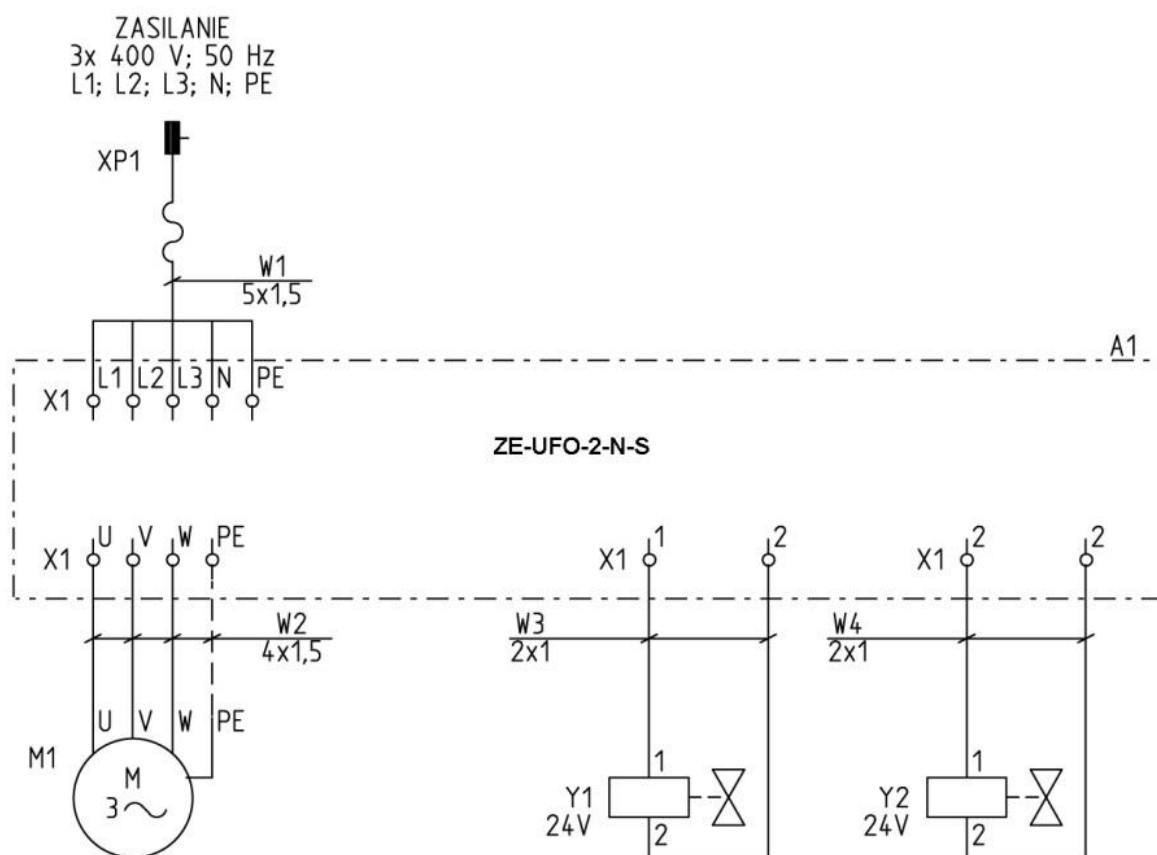 ZASILANIE
3x 400 V; 50 Hz
L1; L2; L3; N; PE
XP1
W1
5x1,5
A1
X1 L1 L2 L3 N PE
ZE-UFO-2-N-S
X1 U V W PE X1 1 2 X1 2 2
W2 W3 W4
4x1,5 2x1 2x1
U V W PE
M1 M 1 1
3 Y1 Y2
24V 2 24V 2